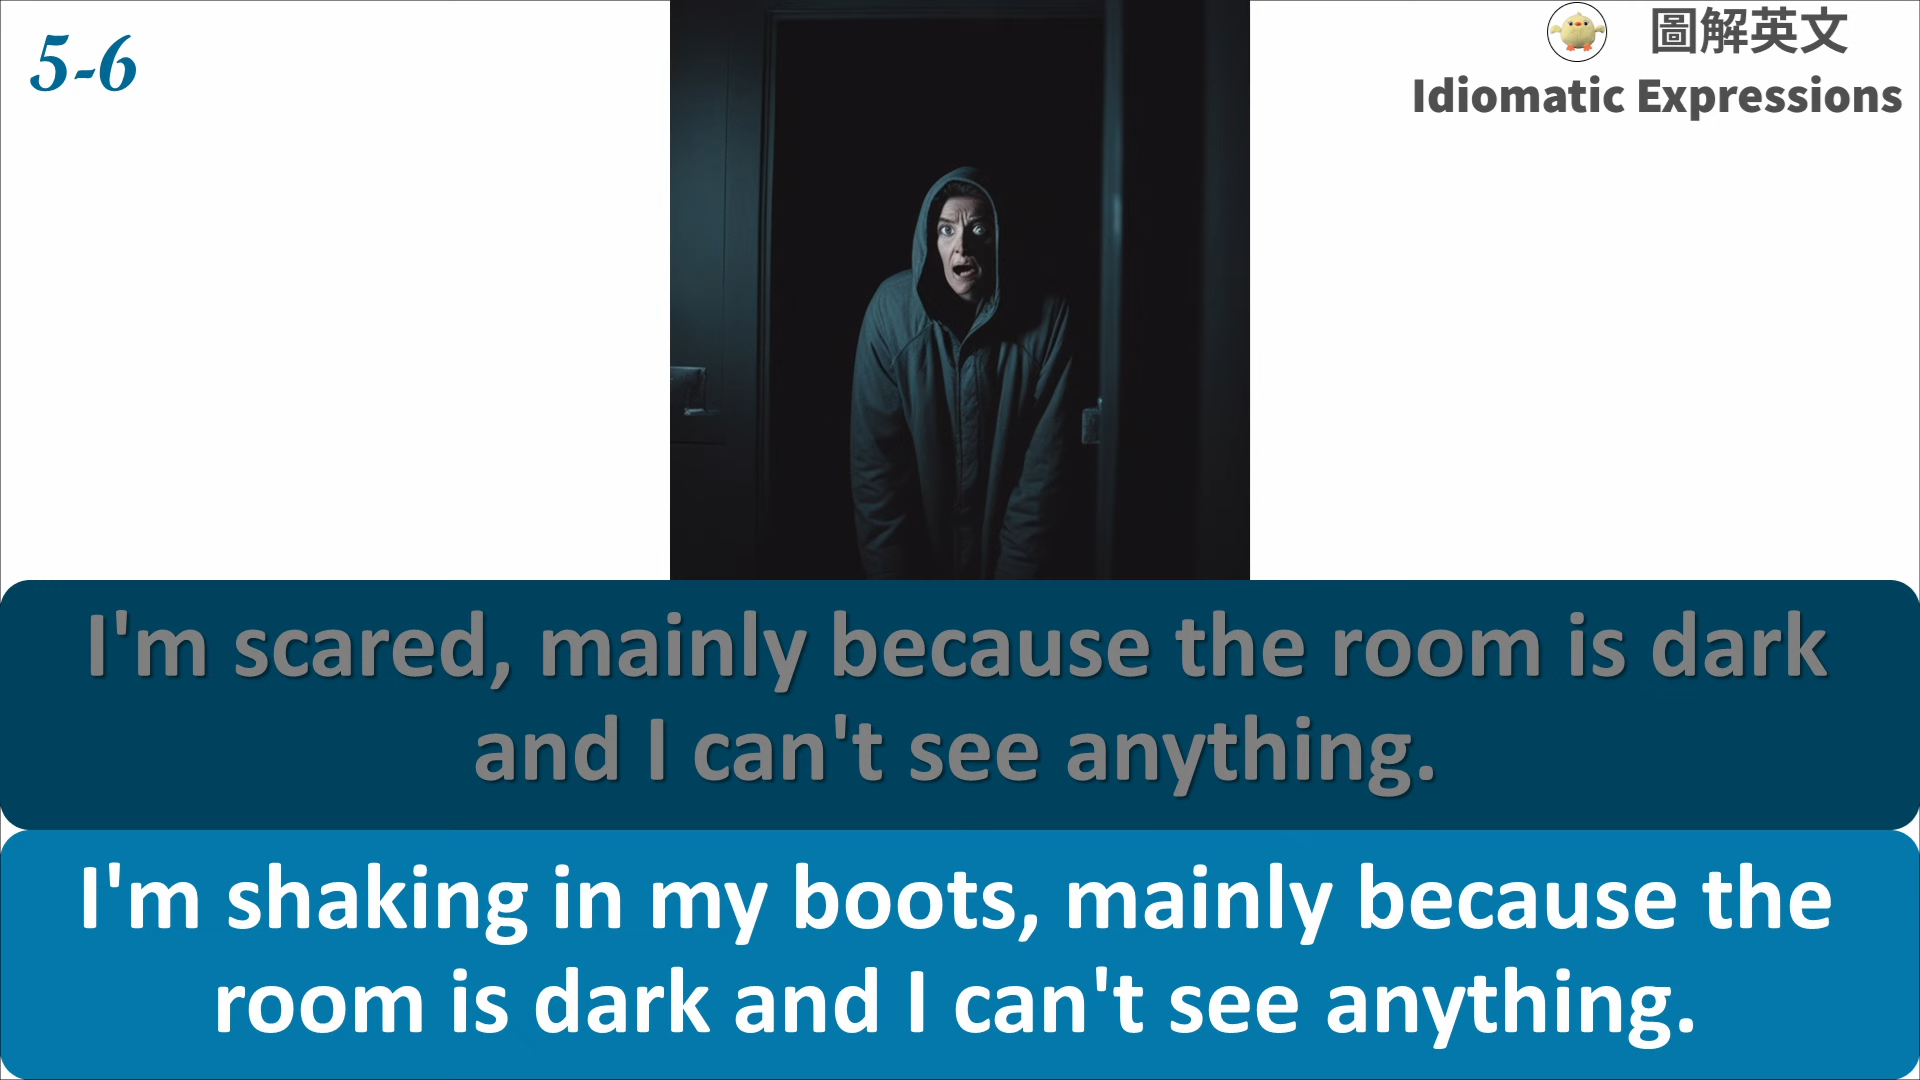 5-6
圖解英文
Idiomatic Expressions
I'm scared, mainly because the room is dark
and I can't see anything.
I'm shaking in my boots, mainly because the
room is dark and I can't see anything.